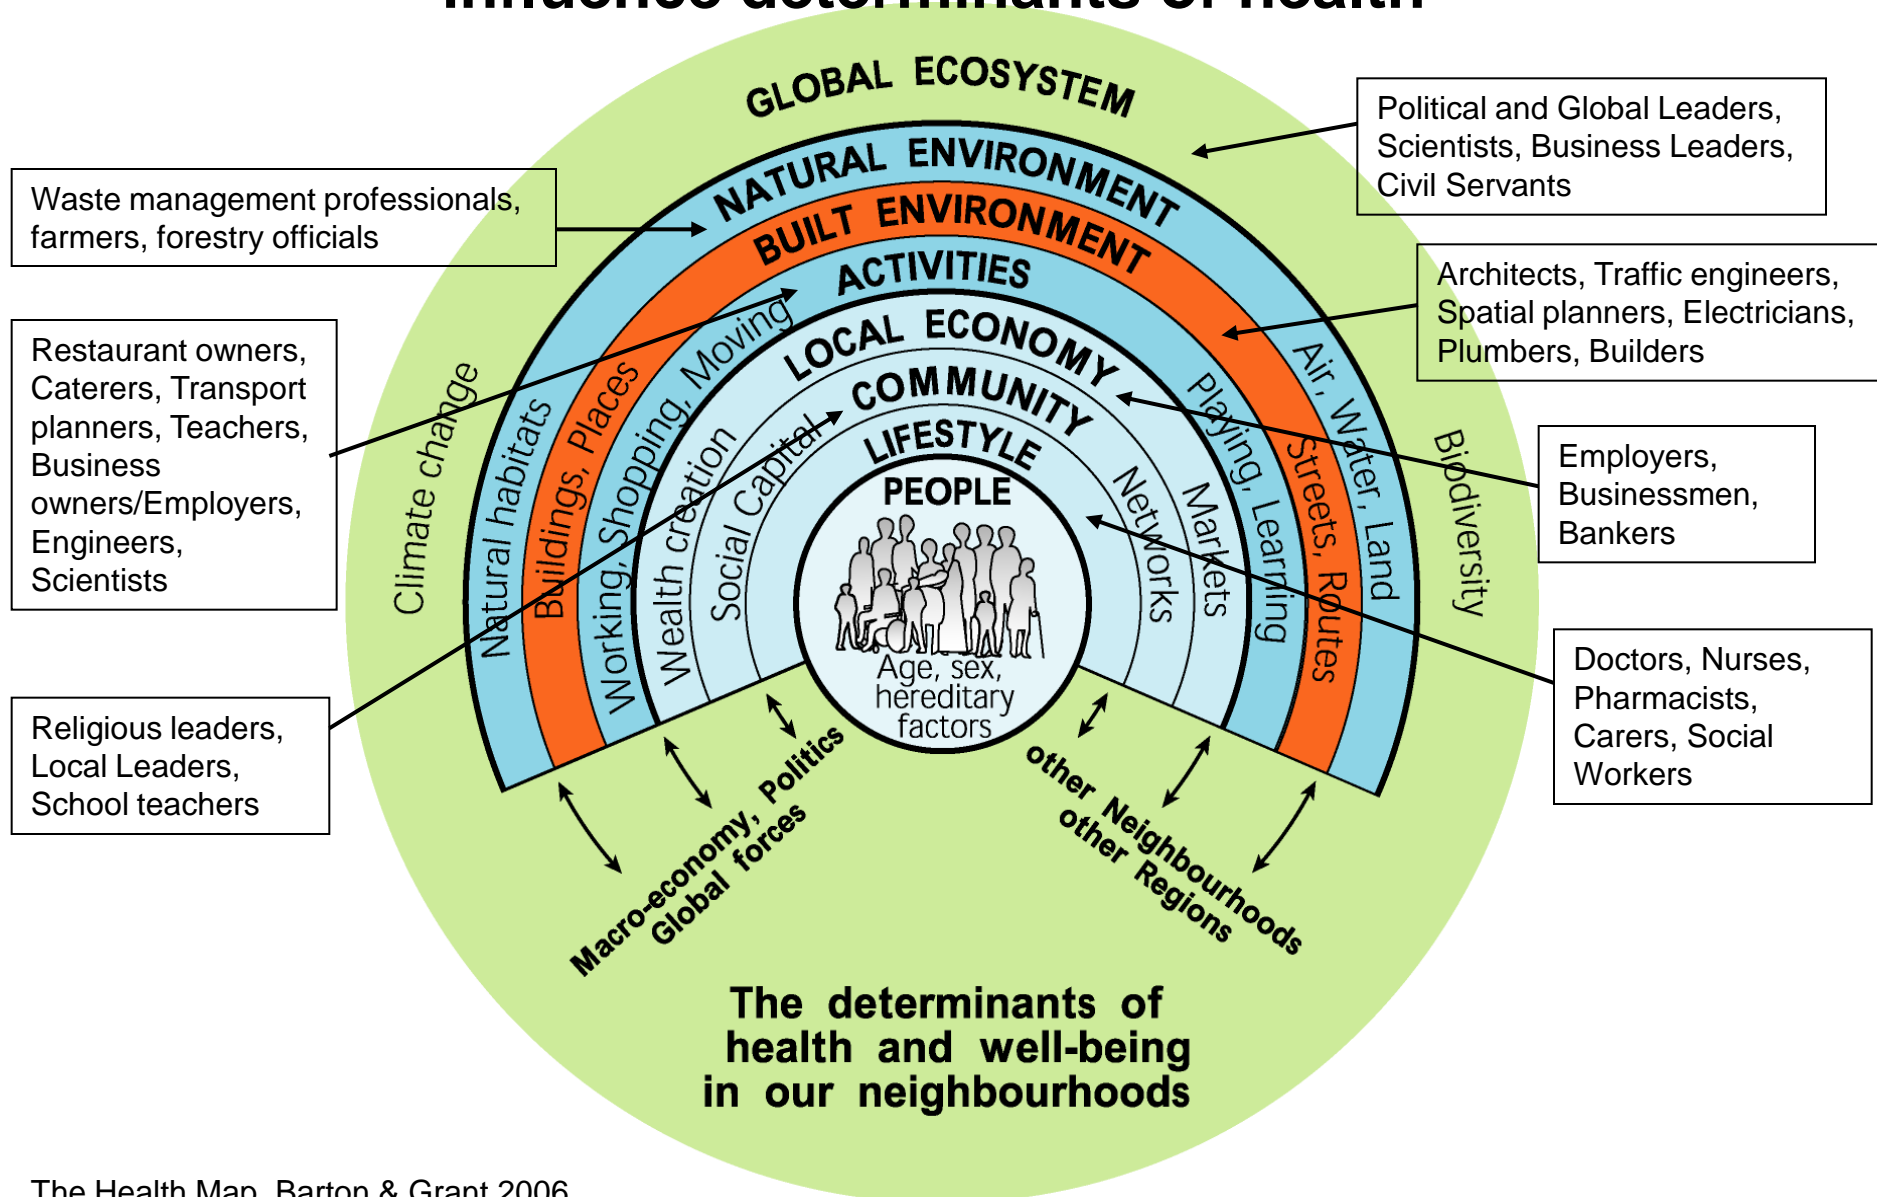 Influence determinants of health
GLOBAL ECOSYSTEM
NATURAL ENVIRONMENT
BUILT ENVIRONMENT
ACTIVITIES
LOCAL ECONOMY
COMMUNITY
LIFESTYLE
PEOPLE
Age, sex,
hereditary
factors
Climate change
Natural habitats
Buildings, Places
Working, Shopping, Moving
Wealth creation
Social Capital
Networks
Markets
Playing, Learning
Streets, Routes
Air, Water, Land
Biodiversity
Waste management professionals,
farmers, forestry officials
Restaurant owners,
Caterers, Transport
planners, Teachers,
Business
owners/Employers,
Engineers,
Scientists
Religious leaders,
Local Leaders,
School teachers
Political and Global Leaders,
Scientists, Business Leaders,
Civil Servants
Architects, Traffic engineers,
Spatial planners, Electricians,
Plumbers, Builders
Employers,
Businessmen,
Bankers
Doctors, Nurses,
Pharmacists,
Carers, Social
Workers
Macro-economy, Politics
Global forces
other Neighbourhoods
other Regions
The determinants of
health and well-being
in our neighbourhoods
The Health Map, Barton & Grant 2006